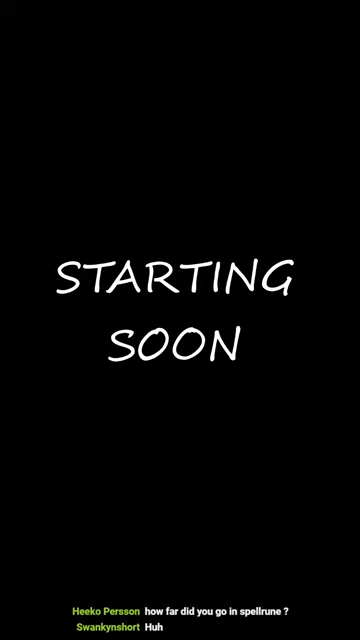 STARTING
SOON
Heeko Persson how far did you go in spellrune ?
Swankynshort Huh